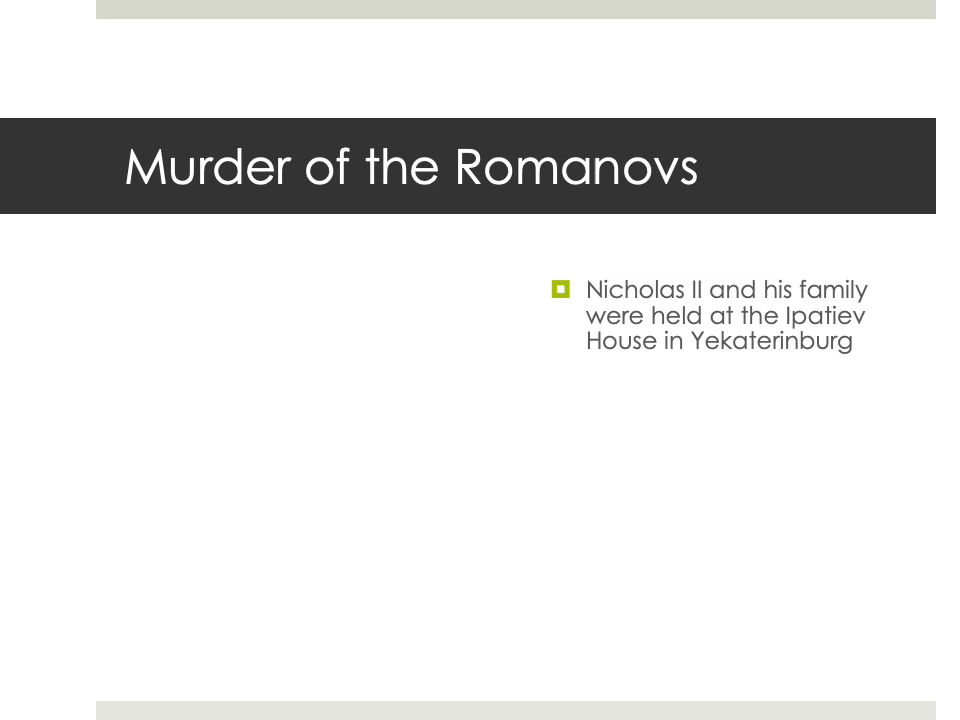 Murder of the Romanovs
Nicholas II and his family
were held at the Ipatiev
House in Yekaterinburg